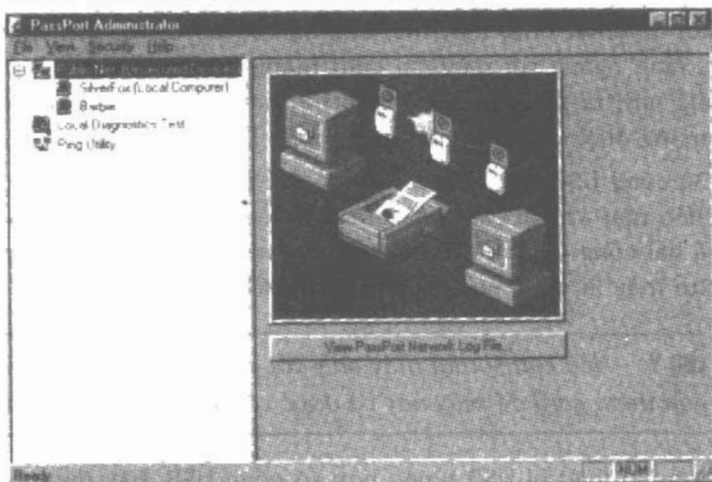 PassPort Administrator
File View Security Help
SilverFox (Local Computer)
Local Diagnostics Test
Ping Utility
View PassPort Network Log File...
Ready
NUM